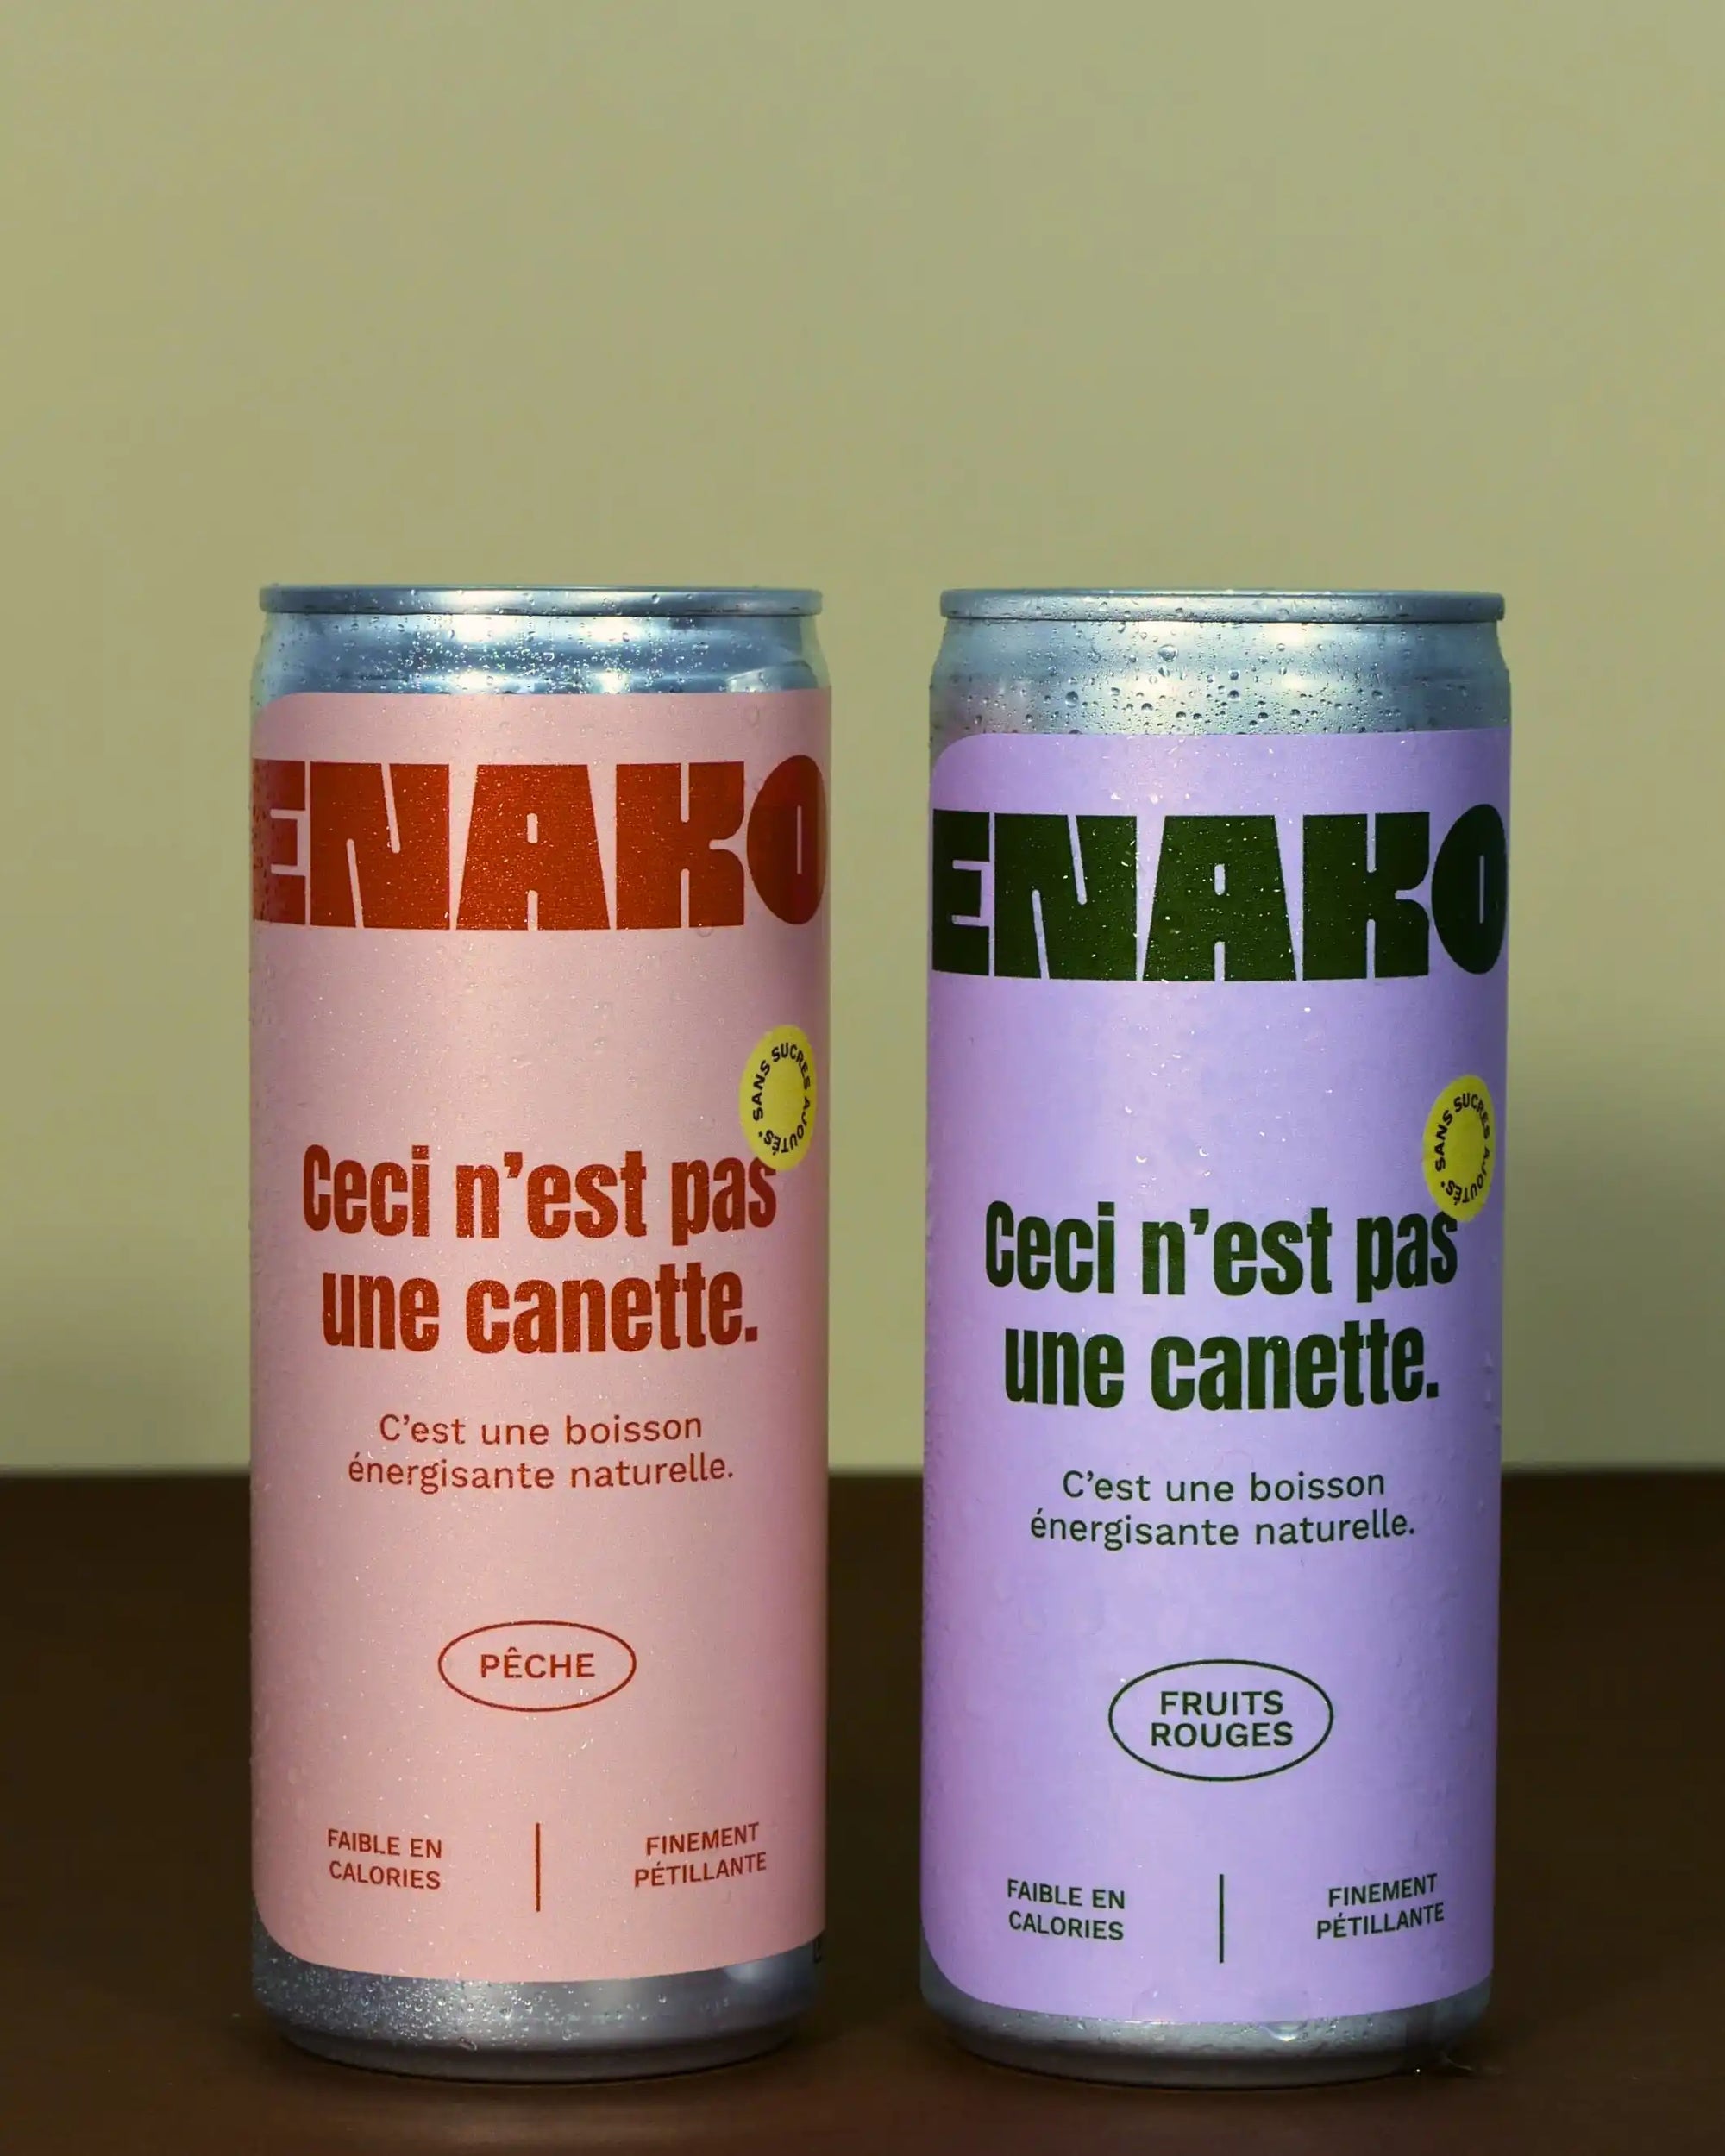 ENAKO
SANS SUCRES AJOUTÉS*
Ceci n’est pas
une canette.
C’est une boisson
énergisante naturelle.
PÊCHE
FAIBLE EN
CALORIES
FINEMENT
PÉTILLANTE
ENAKO
SANS SUCRES AJOUTÉS*
Ceci n’est pas
une canette.
C’est une boisson
énergisante naturelle.
FRUITS
ROUGES
FAIBLE EN
CALORIES
FINEMENT
PÉTILLANTE